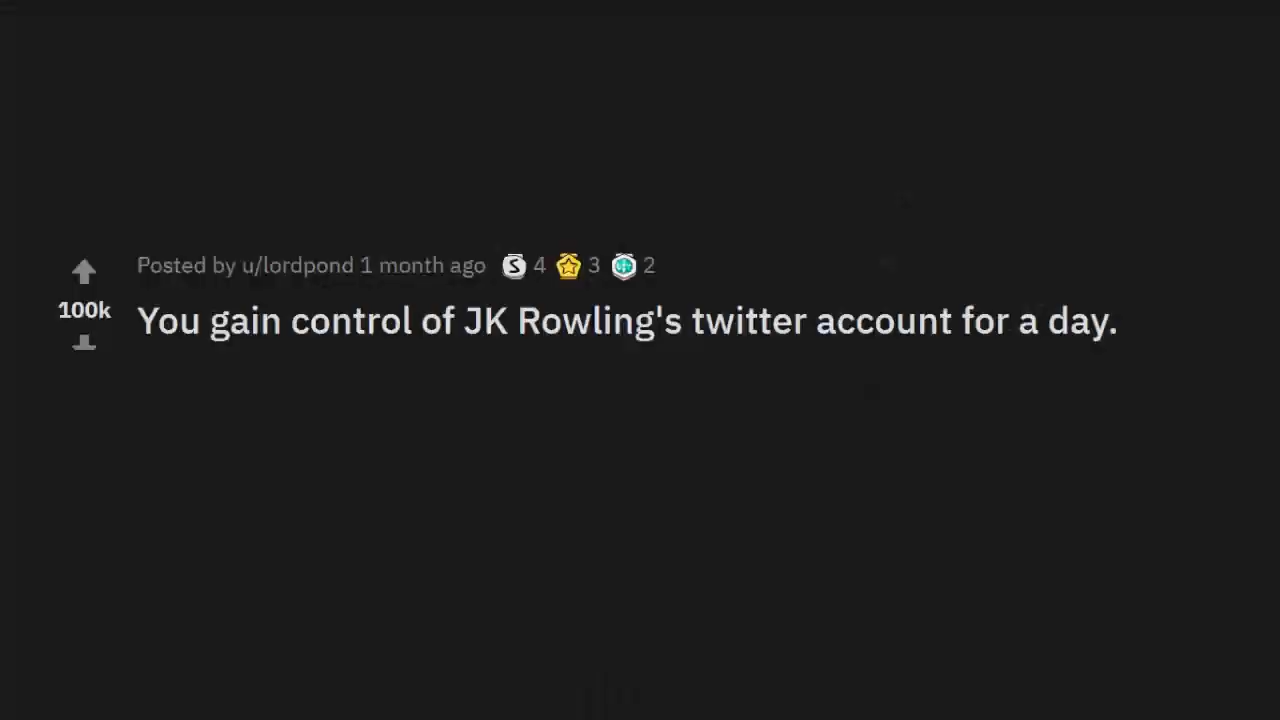 Posted by u/lordpond 1 month ago 4 3 2
100k
You gain control of JK Rowling's twitter account for a day.